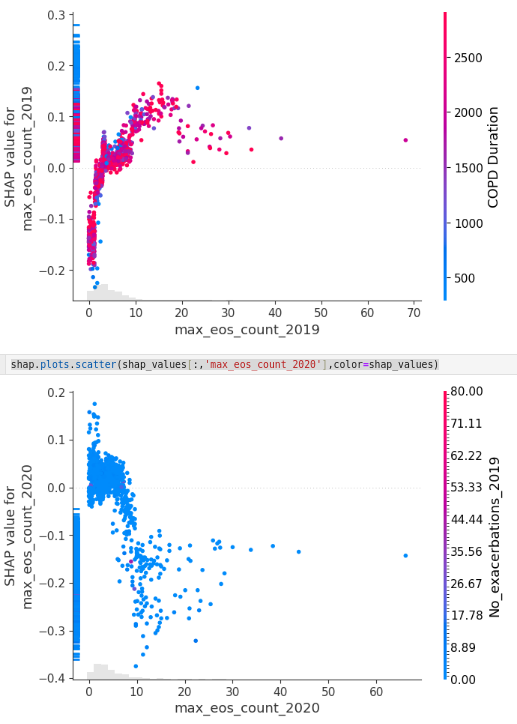 0.3
0.2
0.1
0.0
−0.1
−0.2
SHAP value for
max_eos_count_2019
0 10 20 30 40 50 60 70
max_eos_count_2019
2500
2000
1500
1000
500
COPD Duration
shap.plots.scatter(shap_values[:,'max_eos_count_2020'],color=shap_values)
0.2
0.1
0.0
−0.1
−0.2
−0.3
−0.4
SHAP value for
max_eos_count_2020
0 10 20 30 40 50 60
max_eos_count_2020
80.00
71.11
62.22
53.33
44.44
35.56
26.67
17.78
8.89
0.00
No_exacerbations_2019